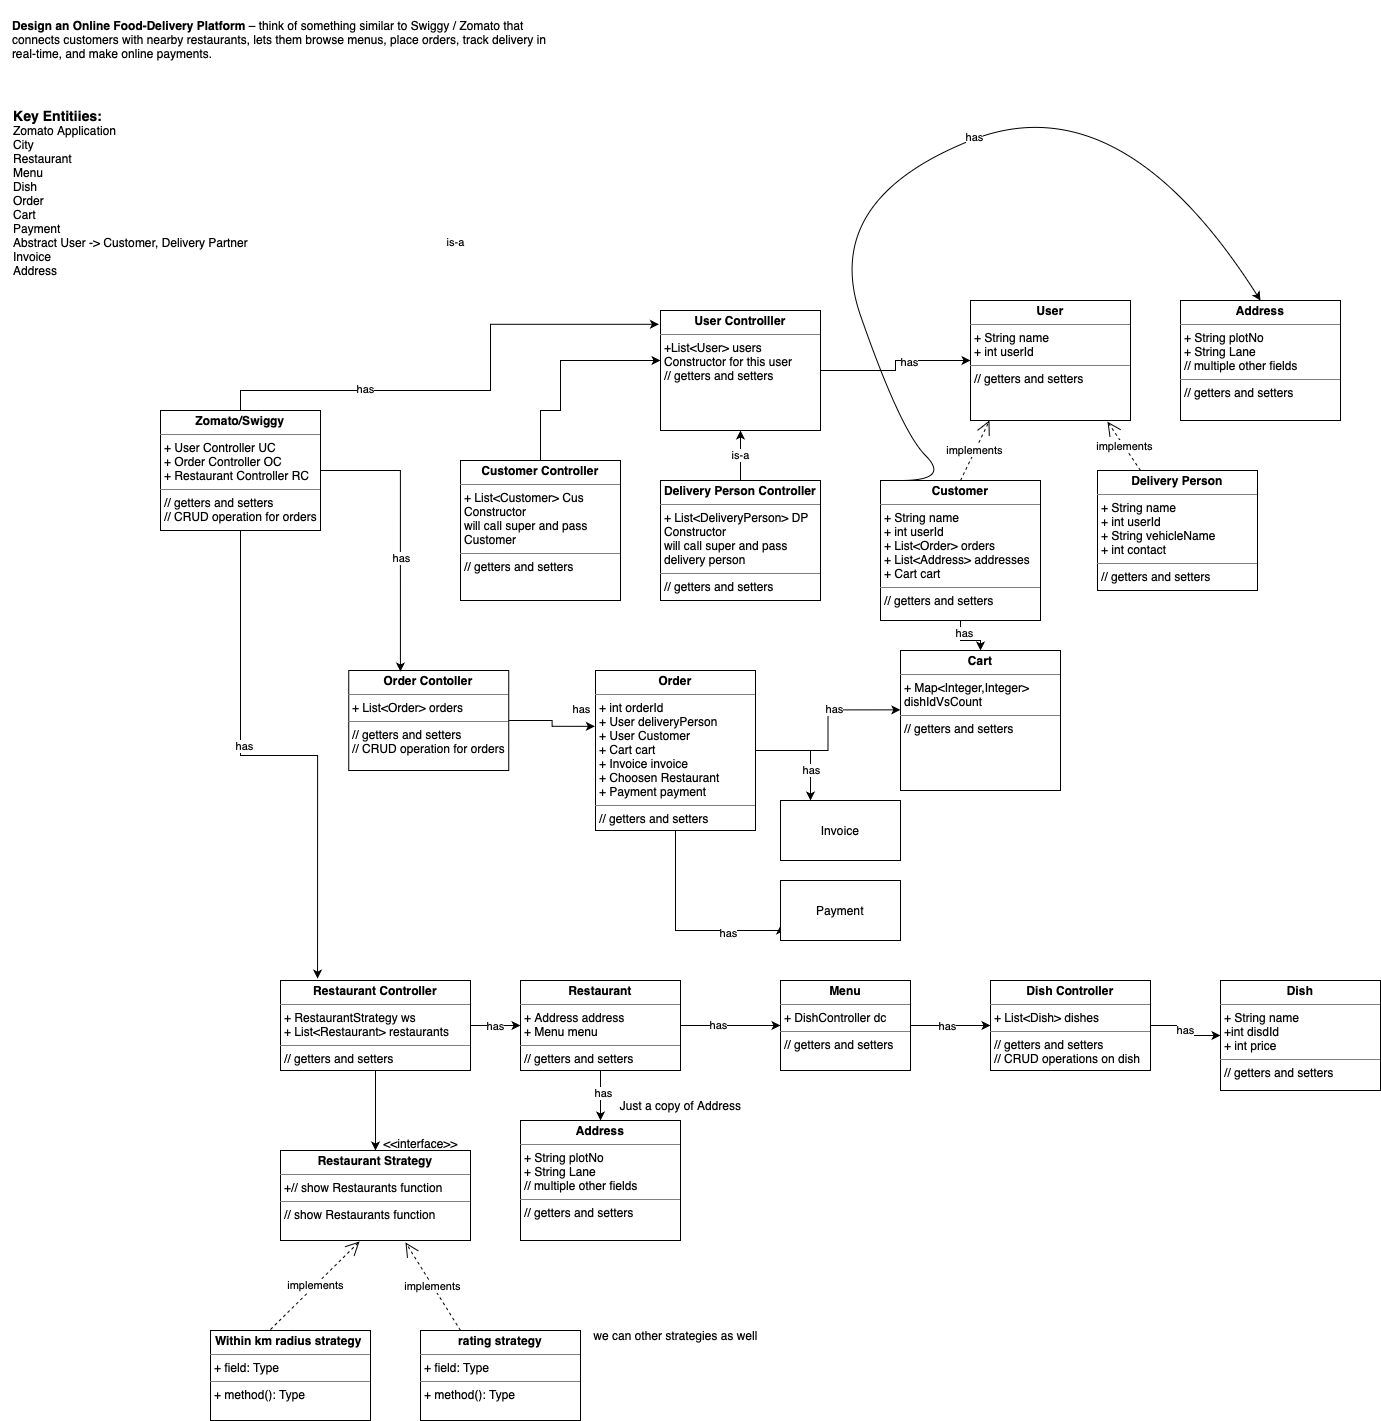 Design an Online Food-Delivery Platform – think of something similar to Swiggy / Zomato that
connects customers with nearby restaurants, lets them browse menus, place orders, track delivery in
real-time, and make online payments.
Key Entitiies:
Zomato Application
City
Restaurant
Menu
Dish
Order
Cart
Payment
Abstract User -> Customer, Delivery Partner
Invoice
Address
is-a
has
User Controlller
+List<User> users
Constructor for this user
// getters and setters
has
User
+ String name
+ int userId
// getters and setters
Address
+ String plotNo
+ String Lane
// multiple other fields
// getters and setters
has
Zomato/Swiggy
+ User Controller UC
+ Order Controller OC
+ Restaurant Controller RC
// getters and setters
// CRUD operation for orders
is-a
implements
implements
Customer Controller
+ List<Customer> Cus
Constructor
will call super and pass
Customer
// getters and setters
Delivery Person Controller
+ List<DeliveryPerson> DP
Constructor
will call super and pass
delivery person
// getters and setters
Customer
+ String name
+ int userId
+ List<Order> orders
+ List<Address> addresses
+ Cart cart
// getters and setters
Delivery Person
+ String name
+ int userId
+ String vehicleName
+ int contact
// getters and setters
has
has
Order Contoller
+ List<Order> orders
// getters and setters
// CRUD operation for orders
has
Order
+ int orderId
+ User deliveryPerson
+ User Customer
+ Cart cart
+ Invoice invoice
+ Choosen Restaurant
+ Payment payment
// getters and setters
has
Cart
+ Map<Integer,Integer>
dishIdVsCount
// getters and setters
has
has
Invoice
Payment
has
Restaurant Controller
+ RestaurantStrategy ws
+ List<Restaurant> restaurants
// getters and setters
has
Restaurant
+ Address address
+ Menu menu
// getters and setters
has
Menu
+ DishController dc
// getters and setters
has
Dish Controller
+ List<Dish> dishes
// getters and setters
// CRUD operations on dish
has
Dish
+ String name
+int disdId
+ int price
// getters and setters
has
Just a copy of Address
Address
+ String plotNo
+ String Lane
// multiple other fields
// getters and setters
<<interface>>
Restaurant Strategy
+// show Restaurants function
// show Restaurants function
implements
implements
Within km radius strategy
+ field: Type
+ method(): Type
rating strategy
+ field: Type
+ method(): Type
we can other strategies as well